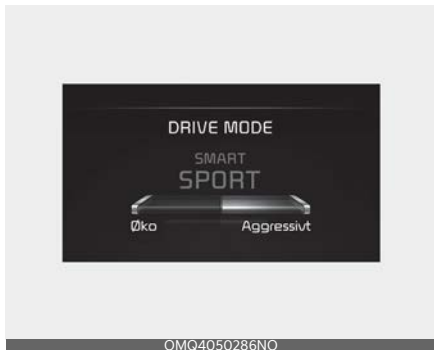 DRIVE MODE
SMART
SPORT
Øko Aggressivt
OMQ4050286NO